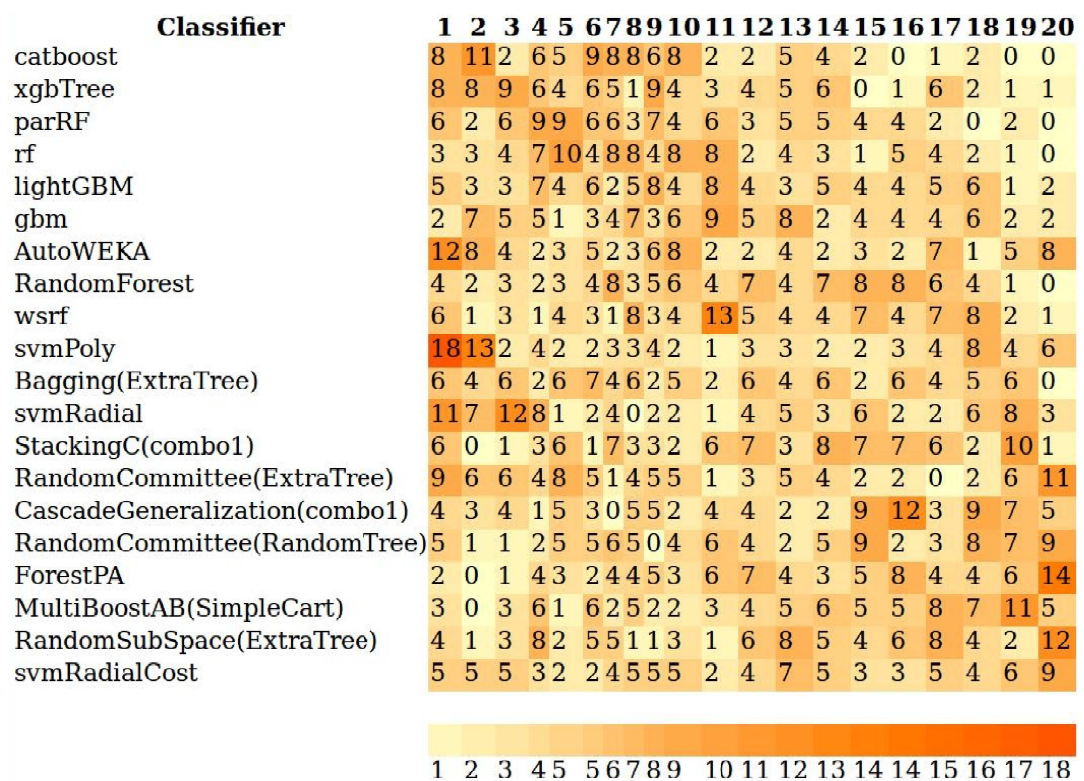 Classifier 1 2 3 4 5 6 7 8 9 10 11 12 13 14 15 16 17 18 19 20
catboost 8 11 2 6 5 9 8 8 6 8 2 2 5 4 2 0 1 2 0 0
xgbTree 8 8 9 6 4 6 5 1 9 4 3 4 5 6 0 1 6 2 1 1
parRF 6 2 6 9 9 6 6 3 7 4 6 3 5 5 4 4 2 0 2 0
rf 3 3 4 7 10 4 8 8 4 8 8 2 4 3 1 5 4 2 1 0
lightGBM 5 3 3 7 4 6 2 5 8 4 8 4 3 5 4 4 5 6 1 2
gbm 2 7 5 5 1 3 4 7 3 6 9 5 8 2 4 4 4 6 2 2
AutoWEKA 12 8 4 2 3 5 2 3 6 8 2 2 4 2 3 2 7 1 5 8
RandomForest 4 2 3 2 3 4 8 3 5 6 4 7 4 7 8 8 6 4 1 0
wsrf 6 1 3 1 4 3 1 8 3 4 13 5 4 4 7 4 7 8 2 1
svmPoly 18 13 2 4 2 2 3 3 4 2 1 3 3 2 2 3 4 8 4 6
Bagging(ExtraTree) 6 4 6 2 6 7 4 6 2 5 2 6 4 6 2 6 4 5 6 0
svmRadial 11 7 12 8 1 2 4 0 2 2 1 4 5 3 6 2 2 6 8 3
StackingC(combo1) 6 0 1 3 6 1 7 3 3 2 6 7 3 8 7 7 6 2 10 1
RandomCommittee(ExtraTree) 9 6 6 4 8 5 1 4 5 5 1 3 5 4 2 2 0 2 6 11
CascadeGeneralization(combo1) 4 3 4 1 5 3 0 5 5 2 4 4 2 2 9 12 3 9 7 5
RandomCommittee(RandomTree) 5 1 1 2 5 5 6 5 0 4 6 4 2 5 9 2 3 8 7 9
ForestPA 2 0 1 4 3 2 4 4 5 3 6 7 4 3 5 8 4 4 6 14
MultiBoostAB(SimpleCart) 3 0 3 6 1 6 2 5 2 2 3 4 5 6 5 5 8 7 11 5
RandomSubSpace(ExtraTree) 4 1 3 8 2 5 5 1 1 3 1 6 8 5 4 6 8 4 2 12
svmRadialCost 5 5 5 3 2 2 4 5 5 5 2 4 7 5 3 3 5 4 6 9
1 2 3 4 5 5 6 7 8 9 10 11 12 13 14 14 15 16 17 18